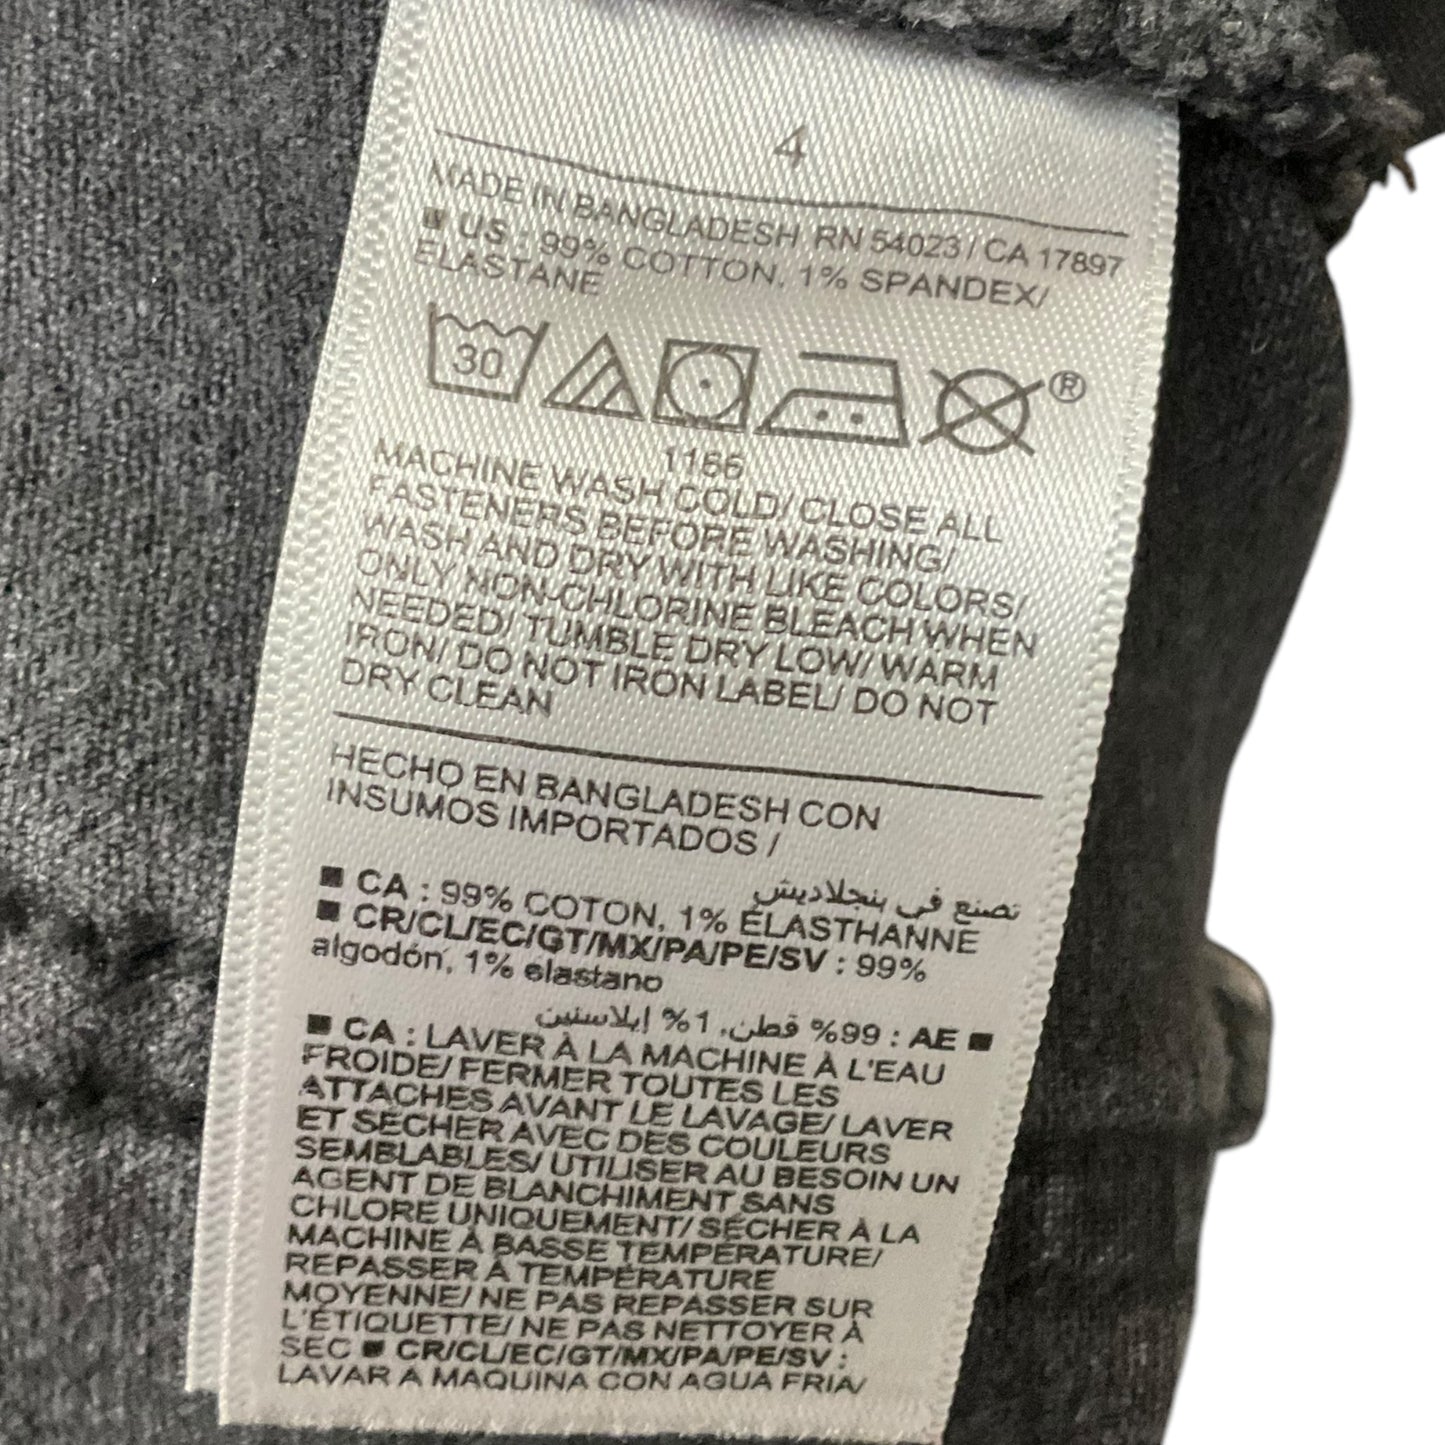 4
MADE IN BANGLADESH RN 54023 / CA 17897
■ US : 99% COTTON, 1% SPANDEX/
ELASTANE
30
®
1166
MACHINE WASH COLD/ CLOSE ALL
FASTENERS BEFORE WASHING/
WASH AND DRY WITH LIKE COLORS/
ONLY NON-CHLORINE BLEACH WHEN
NEEDED/ TUMBLE DRY LOW/ WARM
IRON/ DO NOT IRON LABEL/ DO NOT
DRY CLEAN
HECHO EN BANGLADESH CON
INSUMOS IMPORTADOS /
تصنع في بنجلاديش
■ CA : 99% COTON, 1% ÉLASTHANNE
■ CR/CL/EC/GT/MX/PA/PE/SV : 99%
algodón, 1% elastano
■ AE : 99% قطن, 1% إيلاستين
■ CA : LAVER À LA MACHINE À L'EAU
FROIDE/ FERMER TOUTES LES
ATTACHES AVANT LE LAVAGE/ LAVER
ET SÉCHER AVEC DES COULEURS
SEMBLABLES/ UTILISER AU BESOIN UN
AGENT DE BLANCHIMENT SANS
CHLORE UNIQUEMENT/ SÉCHER À LA
MACHINE À BASSE TEMPÉRATURE/
REPASSER À TEMPÉRATURE
MOYENNE/ NE PAS REPASSER SUR
L'ÉTIQUETTE/ NE PAS NETTOYER À
SEC ■ CR/CL/EC/GT/MX/PA/PE/SV :
LAVAR A MAQUINA CON AGUA FRIA/